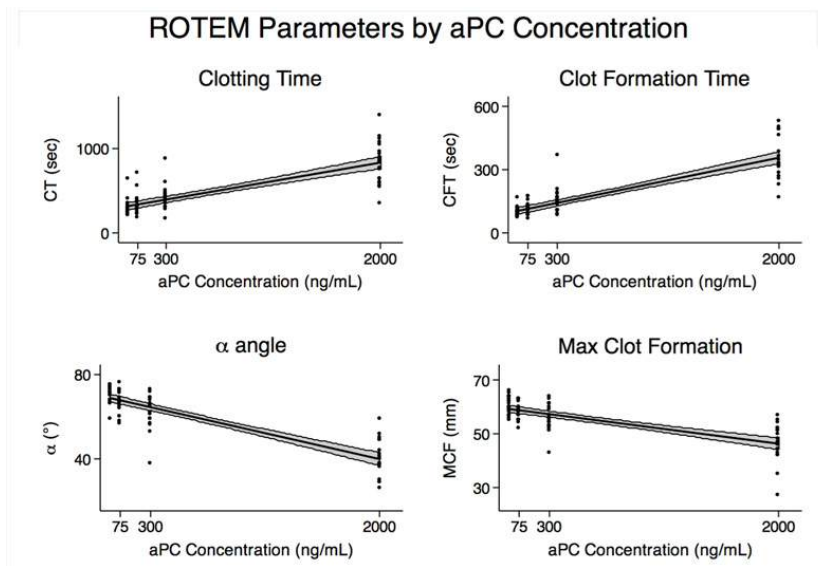 ROTEM Parameters by aPC Concentration
Clotting Time
CT (sec)
1000
0
75 300 2000
aPC Concentration (ng/mL)
Clot Formation Time
CFT (sec)
600
300
0
75 300 2000
aPC Concentration (ng/mL)
α angle
α (°)
80
40
75 300 2000
aPC Concentration (ng/mL)
Max Clot Formation
MCF (mm)
70
50
30
75 300 2000
aPC Concentration (ng/mL)